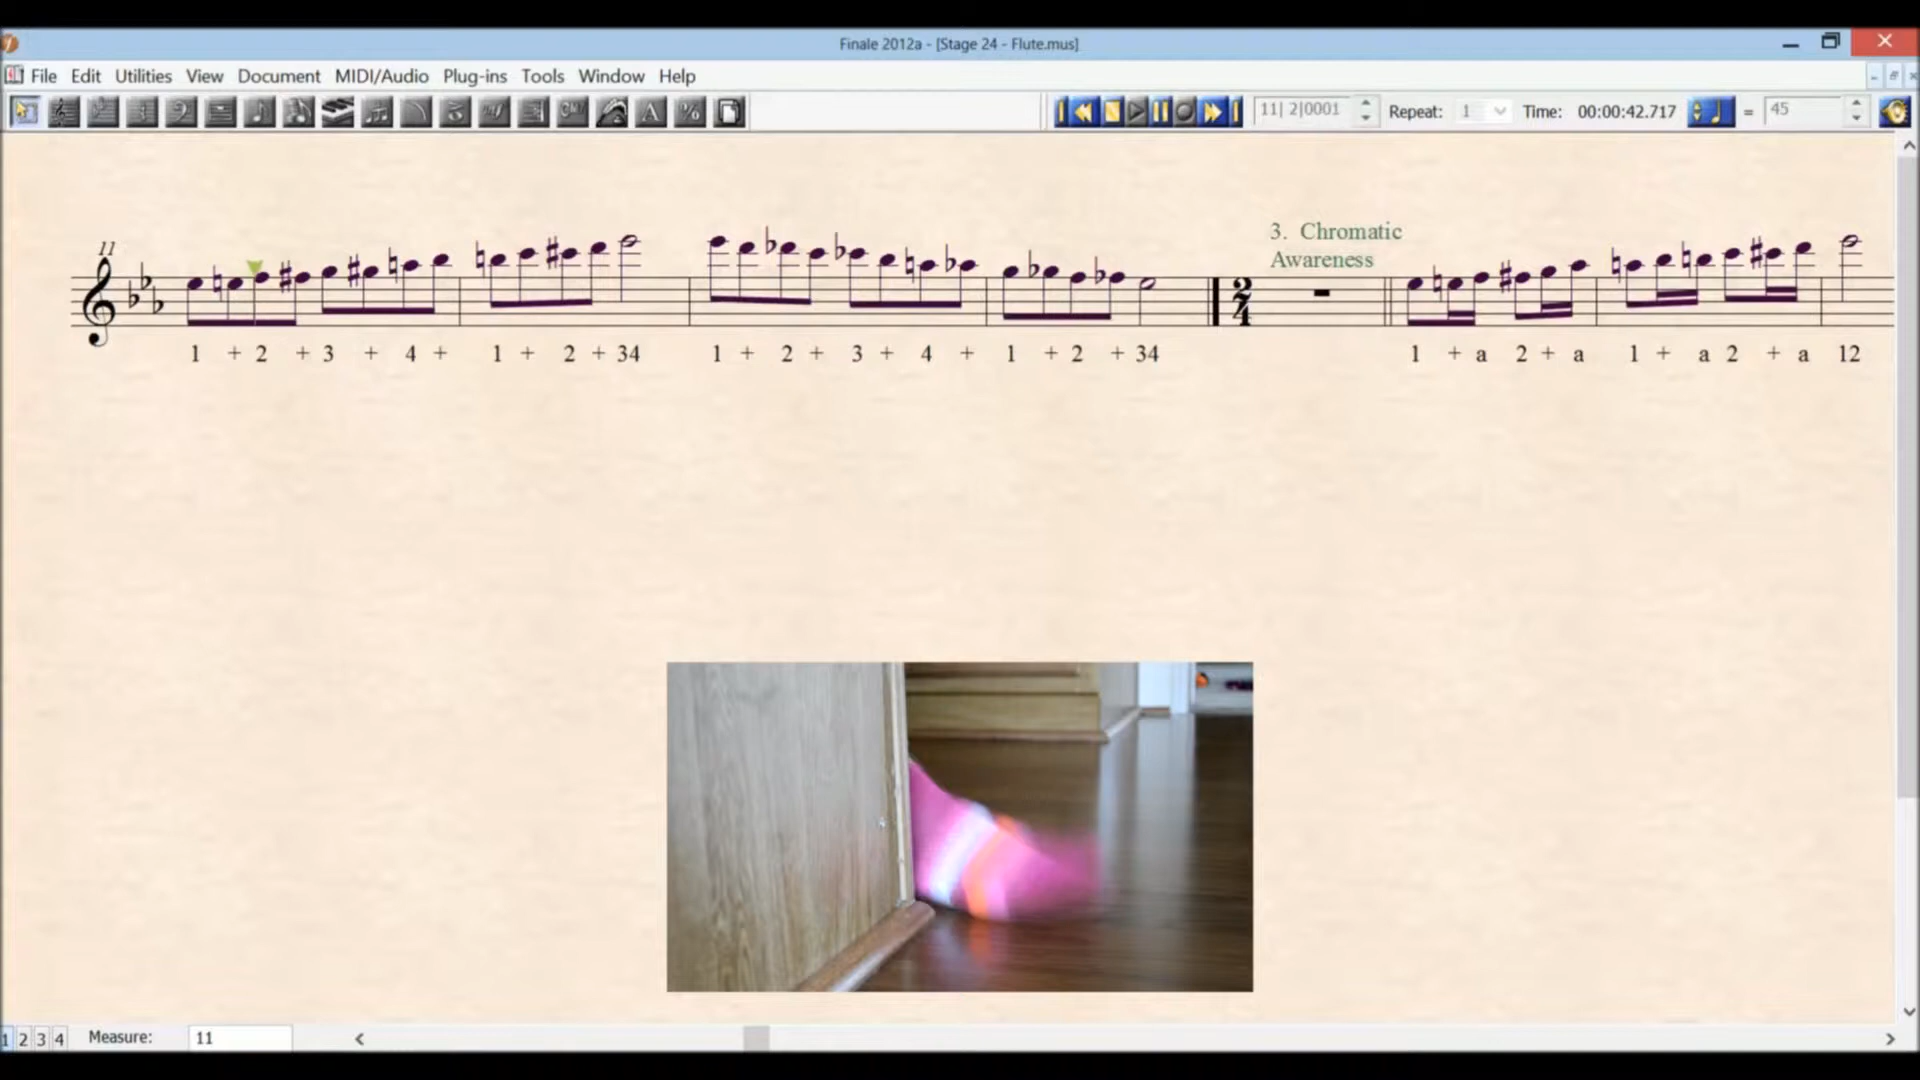 Finale 2012a - [Stage 24 - Flute.mus]
File Edit Utilities View Document MIDI/Audio Plug-ins Tools Window Help
11| 2|0001 Repeat: 1 Time: 00:00:42.717 = 45
3. Chromatic
Awareness
11
2
4
1 + 2 + 3 + 4 + 1 + 2 + 34 1 + 2 + 3 + 4 + 1 + 2 + 34 1 + a 2 + a 1 + a 2 + a 12
1 2 3 4 Measure: 11